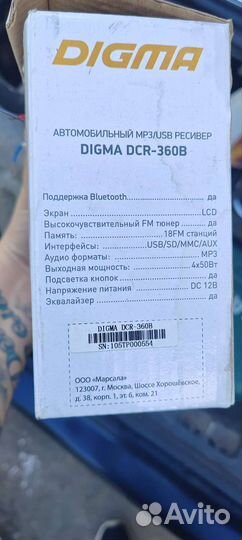 DIGMA
АВТОМОБИЛЬНЫЙ MP3/USB РЕСИВЕР
DIGMA DCR-360B
Поддержка Bluetooth да
Экран LCD
Высокочувствительный FM тюнер да
Память: 18FM станций
Интерфейсы: USB/SD/MMC/AUX
Аудио форматы: MP3
Выходная мощность: 4x50Вт
Подсветка кнопок да
Напряжение питания DC 12В
Эквалайзер да
DIGMA DCR-360B
SN:105TP000554
ООО «Марсала»
123007, г. Москва, Шоссе Хорошёвское,
д. 38, корп. 1, эт. 6, ком. 21
Avito